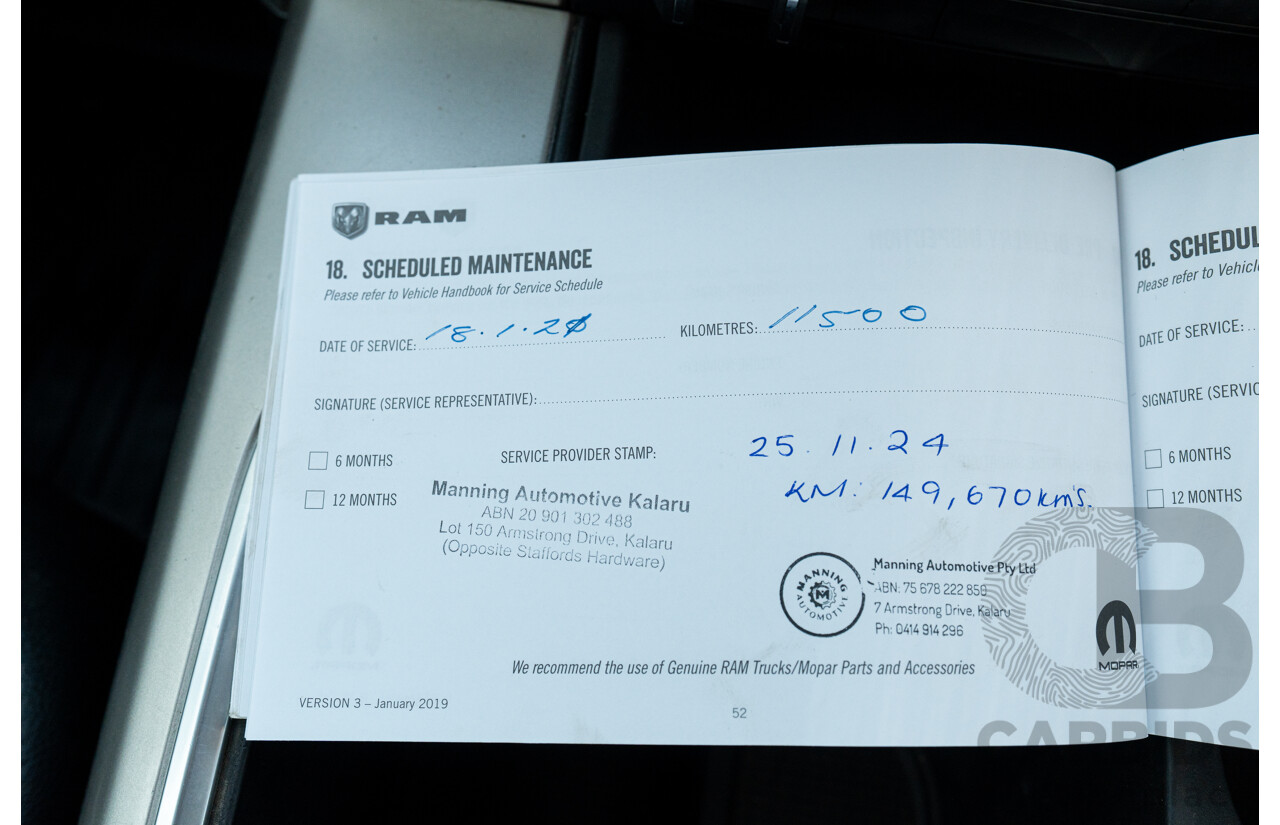 RAM
18. SCHEDULED MAINTENANCE
Please refer to Vehicle Handbook for Service Schedule
DATE OF SERVICE: 18.1.2
KILOMETRES: 11500
SIGNATURE (SERVICE REPRESENTATIVE):
6 MONTHS
12 MONTHS
SERVICE PROVIDER STAMP:
Manning Automotive Kalaru
ABN 20 901 302 488
Lot 150 Armstrong Drive, Kalaru
(Opposite Staffords Hardware)
25.11.24
KM: 149,670km's.
MANNING
M
AUTOMOTIVE
Manning Automotive Pty Ltd
ABN: 75 678 222 859
7 Armstrong Drive, Kalaru
Ph: 0414 914 296
MOPAR
We recommend the use of Genuine RAM Trucks/Mopar Parts and Accessories
VERSION 3 – January 2019
52
18. SCHEDUL
Please refer to Vehicl
DATE OF SERVICE:
SIGNATURE (SERVIC
6 MONTHS
12 MONTHS
CB
CARBIDS